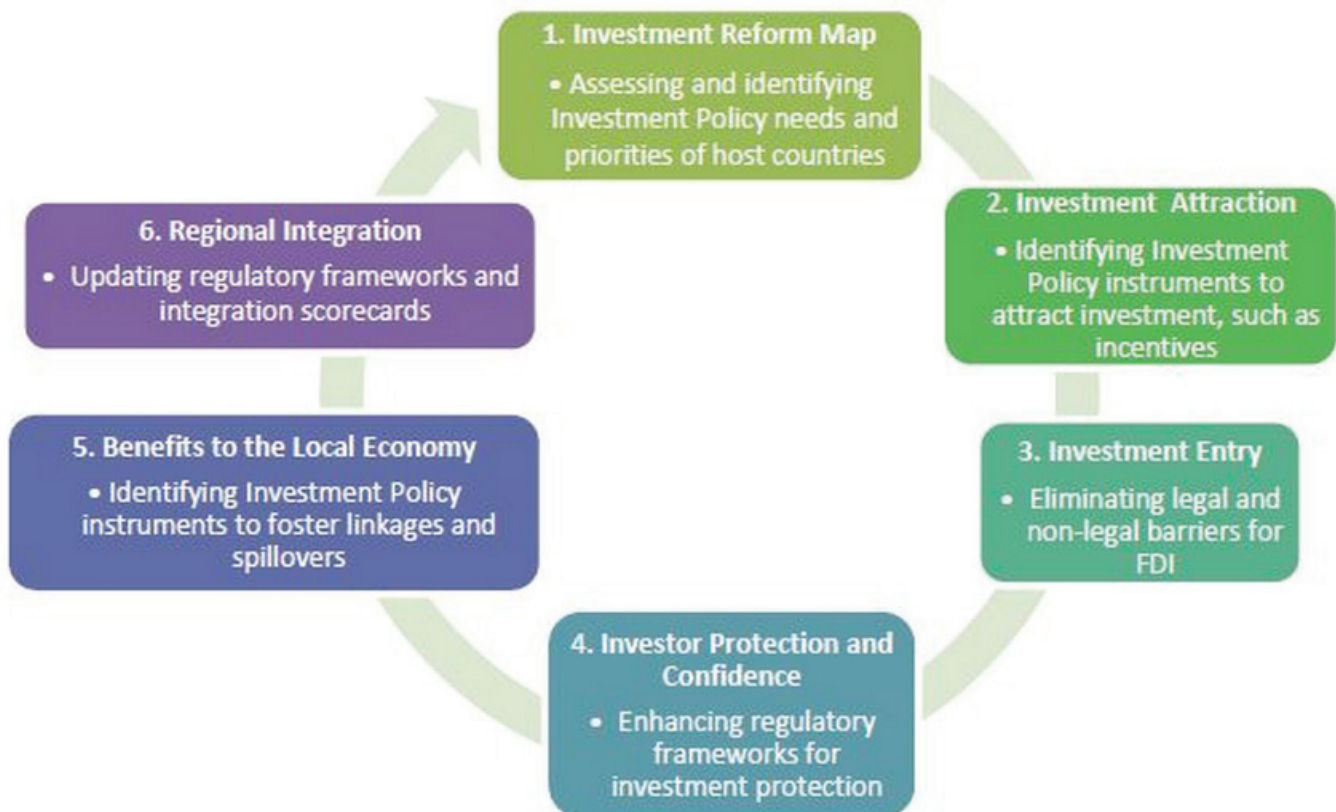 1. Investment Reform Map
• Assessing and identifying
Investment Policy needs and
priorities of host countries
2. Investment Attraction
• Identifying Investment
Policy instruments to
attract investment, such as
incentives
3. Investment Entry
• Eliminating legal and
non-legal barriers for
FDI
4. Investor Protection and
Confidence
• Enhancing regulatory
frameworks for
investment protection
5. Benefits to the Local Economy
• Identifying Investment Policy
instruments to foster linkages and
spillovers
6. Regional Integration
• Updating regulatory frameworks and
integration scorecards